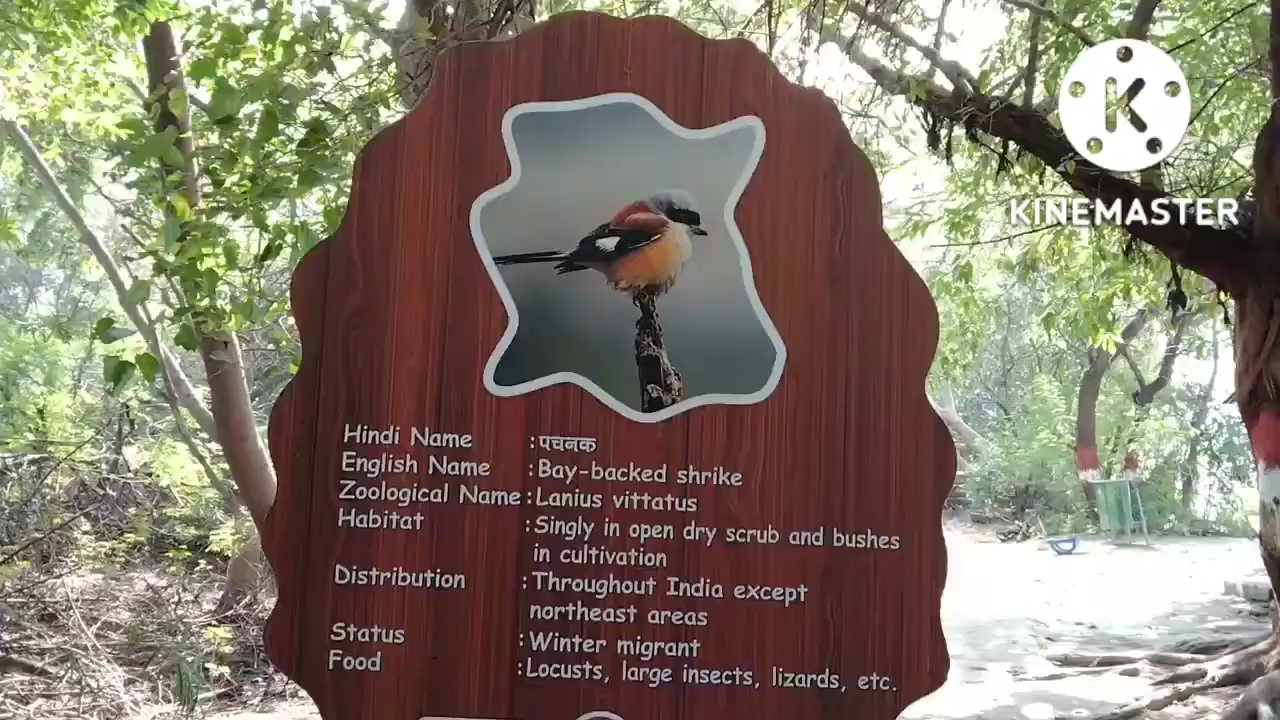 KINEMASTER
Hindi Name :पचनक
English Name :Bay-backed shrike
Zoological Name :Lanius vittatus
Habitat :Singly in open dry scrub and bushes
in cultivation
Distribution :Throughout India except
northeast areas
Status :Winter migrant
Food :Locusts, large insects, lizards, etc.